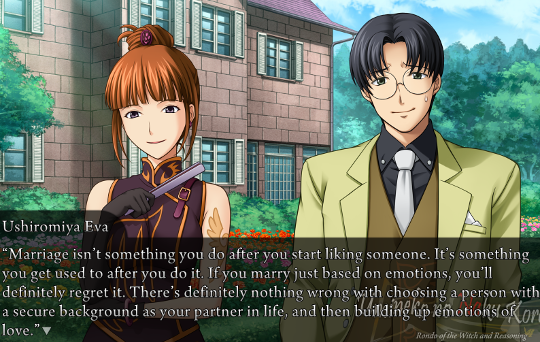 Ushiromiya Eva
“Marriage isn’t something you do after you start liking someone. It’s something
you get used to after you do it. If you marry just based on emotions, you’ll
definitely regret it. There’s definitely nothing wrong with choosing a person with
a secure background as your partner in life, and then building up emotions of
love.”
Rondo of the Witch and Reasoning